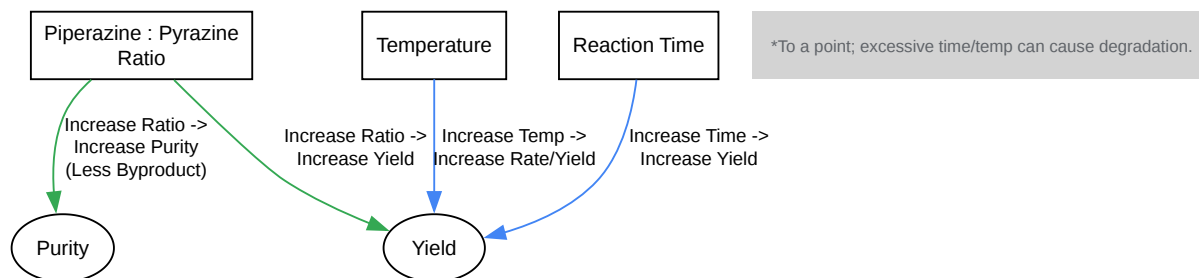 Piperazine : Pyrazine
Ratio
Temperature
Reaction Time
*To a point; excessive time/temp can cause degradation.
Increase Ratio ->
Increase Purity
(Less Byproduct)
Increase Ratio ->
Increase Yield
Increase Temp ->
Increase Rate/Yield
Increase Time ->
Increase Yield
Purity
Yield